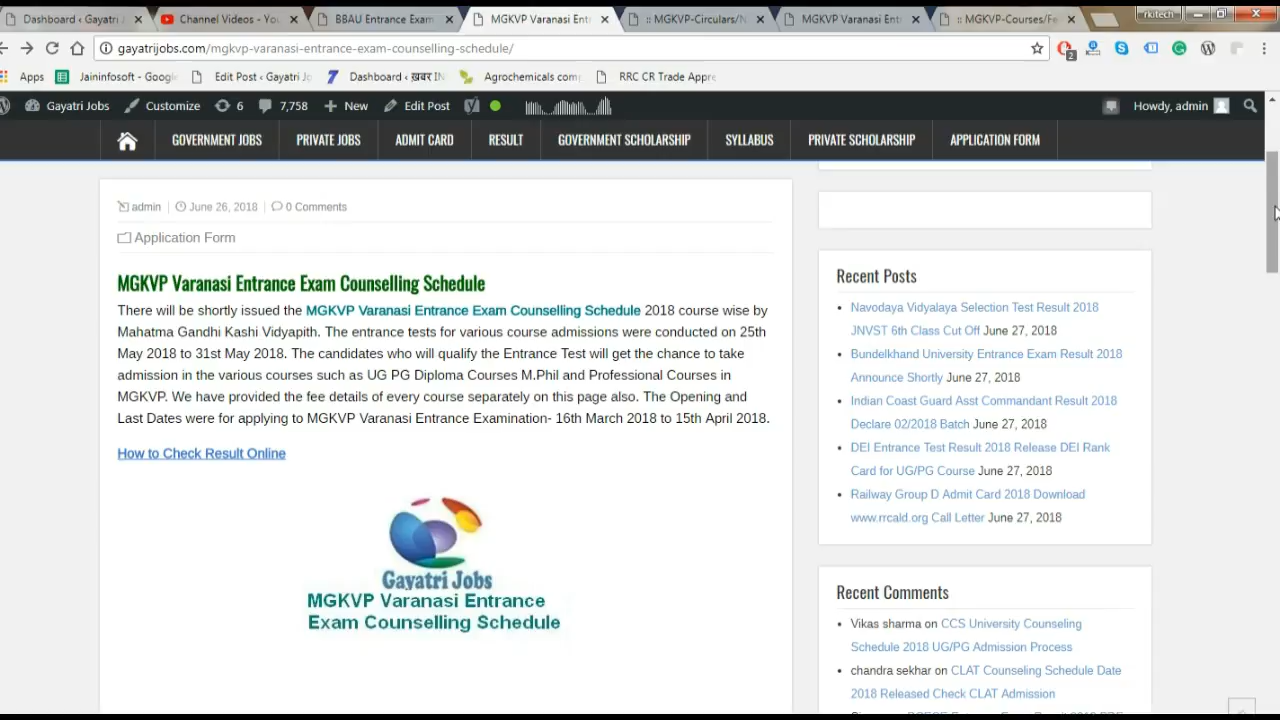 Dashboard ‹ Gayatri J
Channel Videos - You
BBAU Entrance Exam
MGKVP Varanasi Ent
:: MGKVP-Circulars/N
MGKVP Varanasi Ent
:: MGKVP-Courses/Fe
rkitech
gayatrijobs.com/mgkvp-varanasi-entrance-exam-counselling-schedule/
2
Apps
Jaininfosoft - Googl
Edit Post ‹ Gayatri Jo
Dashboard ‹ ख़बर IN
Agrochemicals com
RRC CR Trade Appre
Gayatri Jobs
Customize
6
7,758
New
Edit Post
Howdy, admin
GOVERNMENT JOBS
PRIVATE JOBS
ADMIT CARD
RESULT
GOVERNMENT SCHOLARSHIP
SYLLABUS
PRIVATE SCHOLARSHIP
APPLICATION FORM
admin
June 26, 2018
0 Comments
Application Form
MGKVP Varanasi Entrance Exam Counselling Schedule
There will be shortly issued the MGKVP Varanasi Entrance Exam Counselling Schedule 2018 course wise by
Mahatma Gandhi Kashi Vidyapith. The entrance tests for various course admissions were conducted on 25th
May 2018 to 31st May 2018. The candidates who will qualify the Entrance Test will get the chance to take
admission in the various courses such as UG PG Diploma Courses M.Phil and Professional Courses in
MGKVP. We have provided the fee details of every course separately on this page also. The Opening and
Last Dates were for applying to MGKVP Varanasi Entrance Examination- 16th March 2018 to 15th April 2018.
How to Check Result Online
Gayatri Jobs
MGKVP Varanasi Entrance
Exam Counselling Schedule
Recent Posts
Navodaya Vidyalaya Selection Test Result 2018
JNVST 6th Class Cut Off June 27, 2018
Bundelkhand University Entrance Exam Result 2018
Announce Shortly June 27, 2018
Indian Coast Guard Asst Commandant Result 2018
Declare 02/2018 Batch June 27, 2018
DEI Entrance Test Result 2018 Release DEI Rank
Card for UG/PG Course June 27, 2018
Railway Group D Admit Card 2018 Download
www.rrcald.org Call Letter June 27, 2018
Recent Comments
Vikas sharma on CCS University Counseling
Schedule 2018 UG/PG Admission Process
chandra sekhar on CLAT Counseling Schedule Date
2018 Released Check CLAT Admission